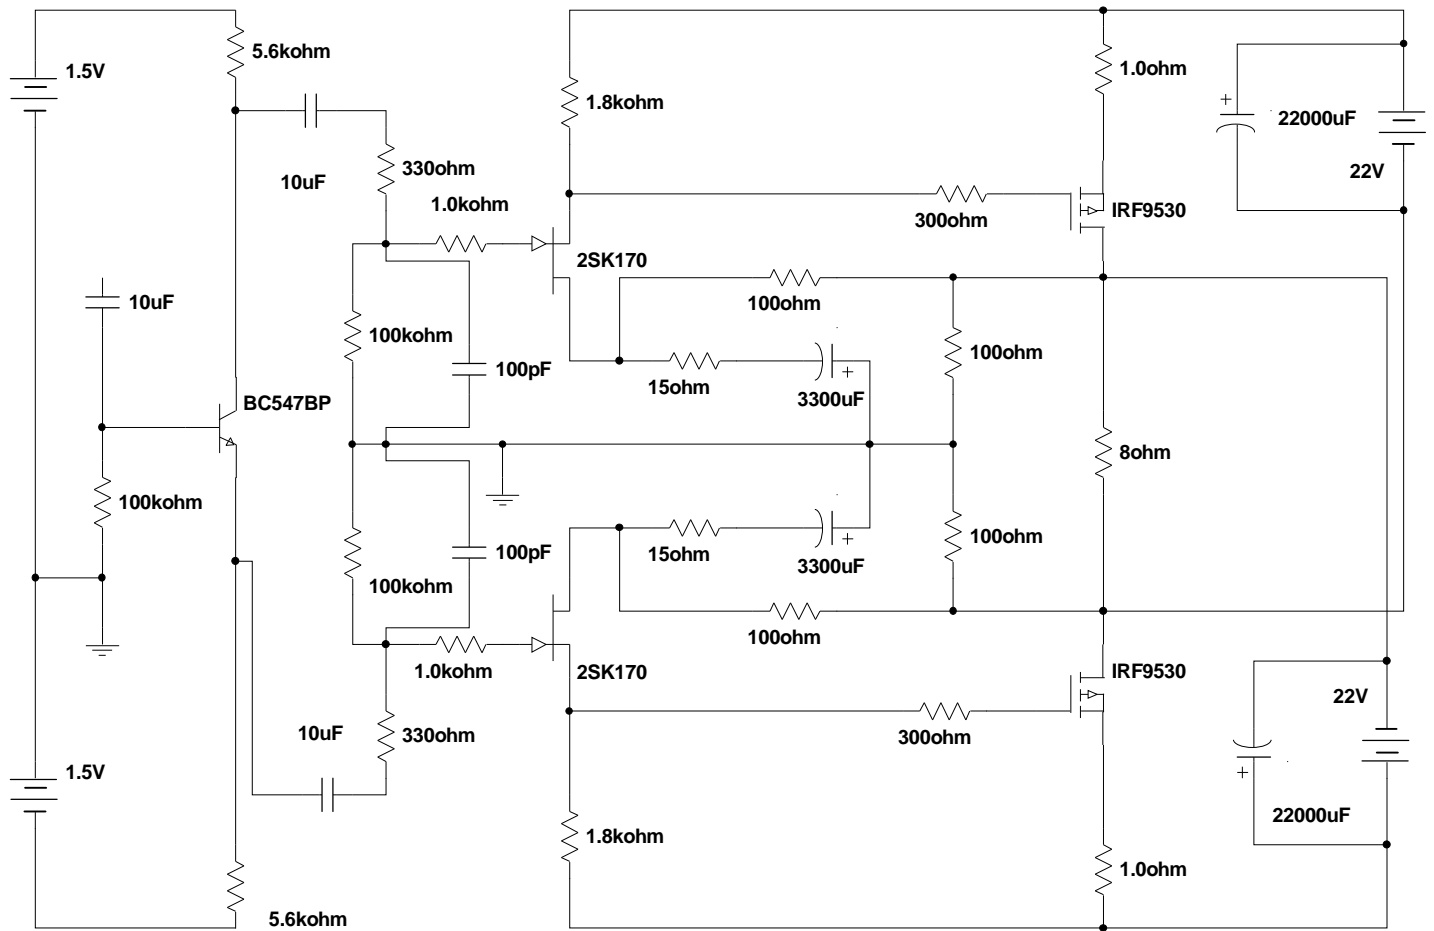 5.6kohm
1.0ohm
1.5V
1.8kohm
22000uF
330ohm
22V
10uF
1.0kohm
IRF9530
300ohm
2SK170
10uF
100ohm
100kohm
100ohm
100pF
15ohm
3300uF
BC547BP
8ohm
100kohm
100ohm
15ohm
100pF
3300uF
100kohm
100ohm
1.0kohm
2SK170
IRF9530
22V
10uF
330ohm
300ohm
1.5V
22000uF
1.8kohm
1.0ohm
5.6kohm